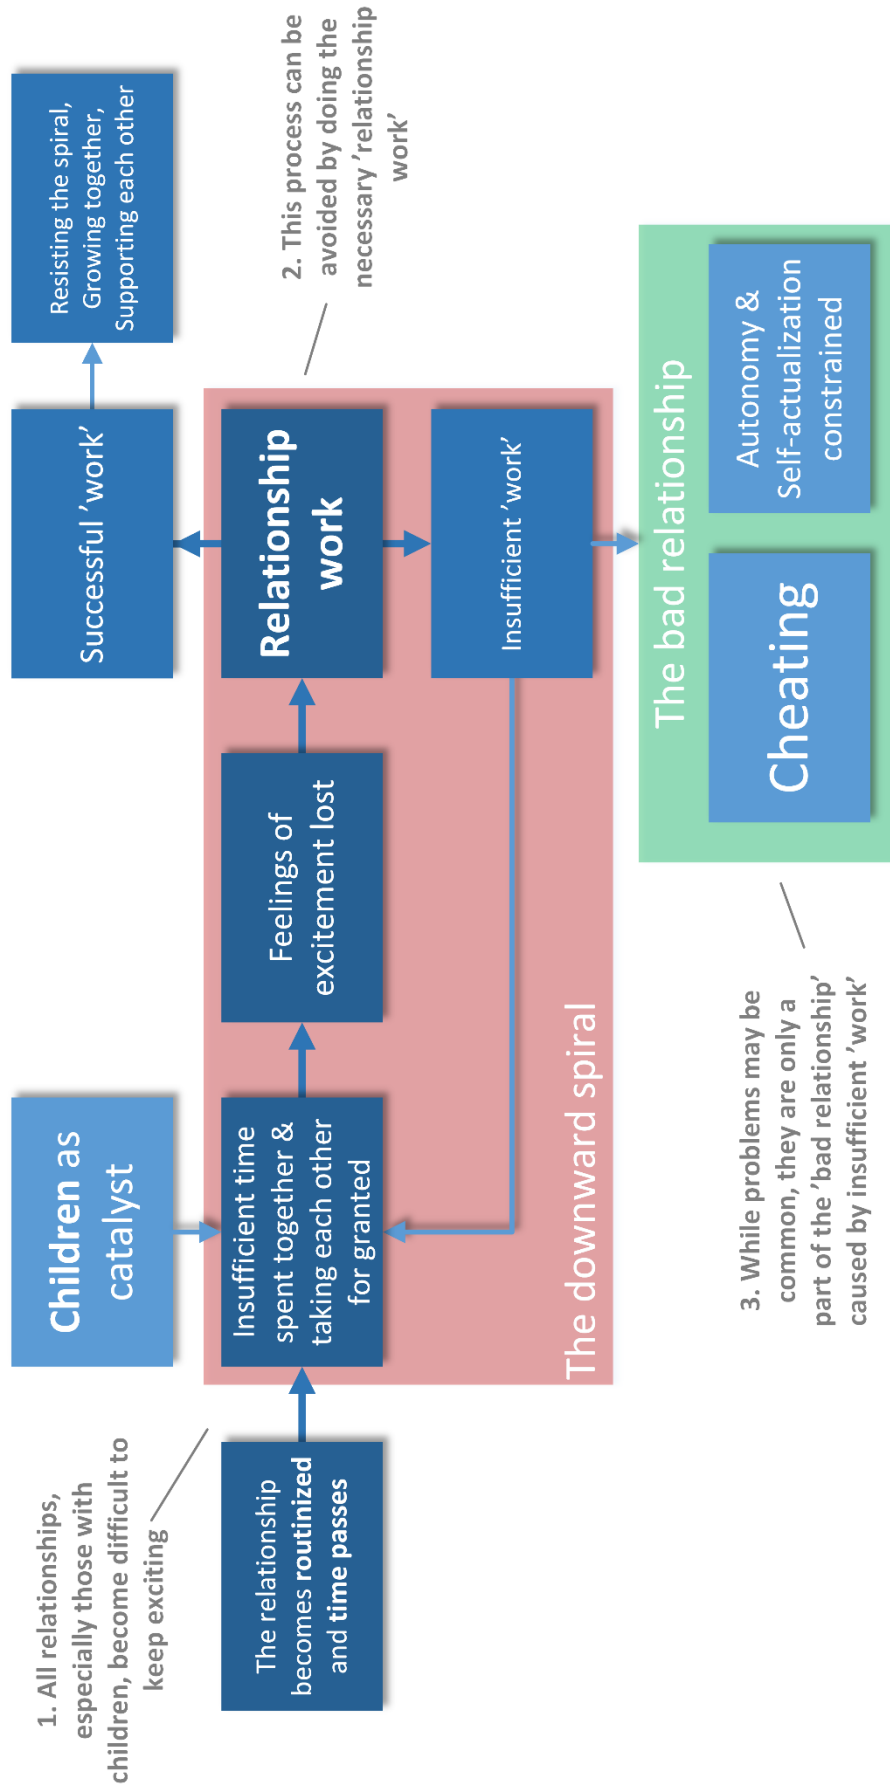 1. All relationships,
especially those with
children, become difficult to
keep exciting
Children as
catalyst
Successful ’work’
Resisting the spiral,
Growing together,
Supporting each other
The relationship
becomes routinized
and time passes
Insufficient time
spent together &
taking each other
for granted
Feelings of
excitement lost
Relationship
work
2. This process can be
avoided by doing the
necessary ’relationship
work’
Insufficient ’work’
The downward spiral
3. While problems may be
common, they are only a
part of the ’bad relationship’
caused by insufficient ’work’
The bad relationship
Cheating
Autonomy &
Self-actualization
constrained